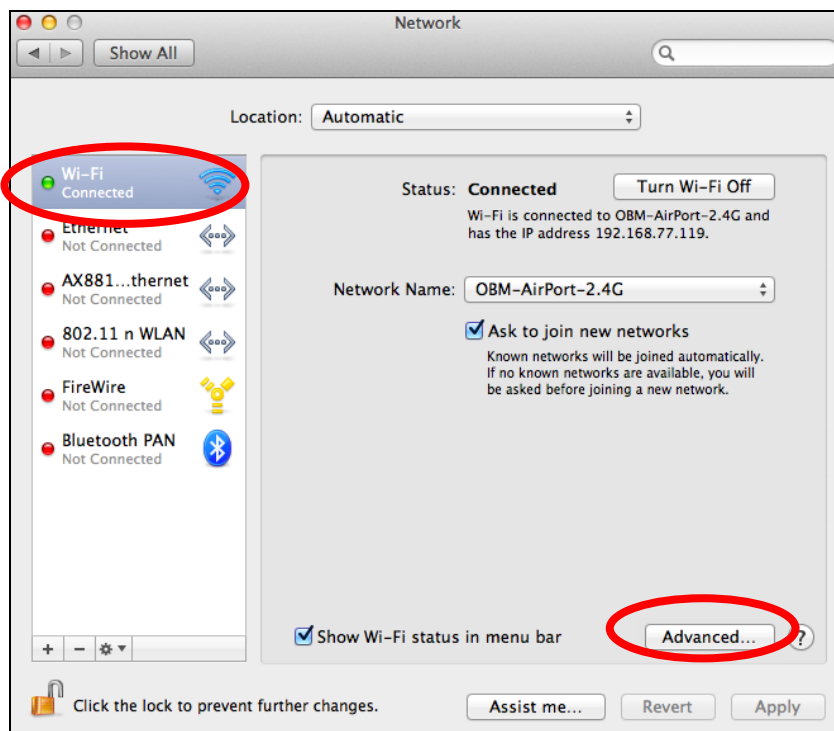 Network
Show All
Location: Automatic
Wi-Fi
Connected
Ethernet
Not Connected
AX881...thernet
Not Connected
802.11 n WLAN
Not Connected
FireWire
Not Connected
Bluetooth PAN
Not Connected
Status: Connected
Turn Wi-Fi Off
Wi-Fi is connected to OBM-AirPort-2.4G and
has the IP address 192.168.77.119.
Network Name: OBM-AirPort-2.4G
Ask to join new networks
Known networks will be joined automatically.
If no known networks are available, you will
be asked before joining a new network.
Show Wi-Fi status in menu bar
Advanced...
?
Click the lock to prevent further changes.
Assist me...
Revert
Apply